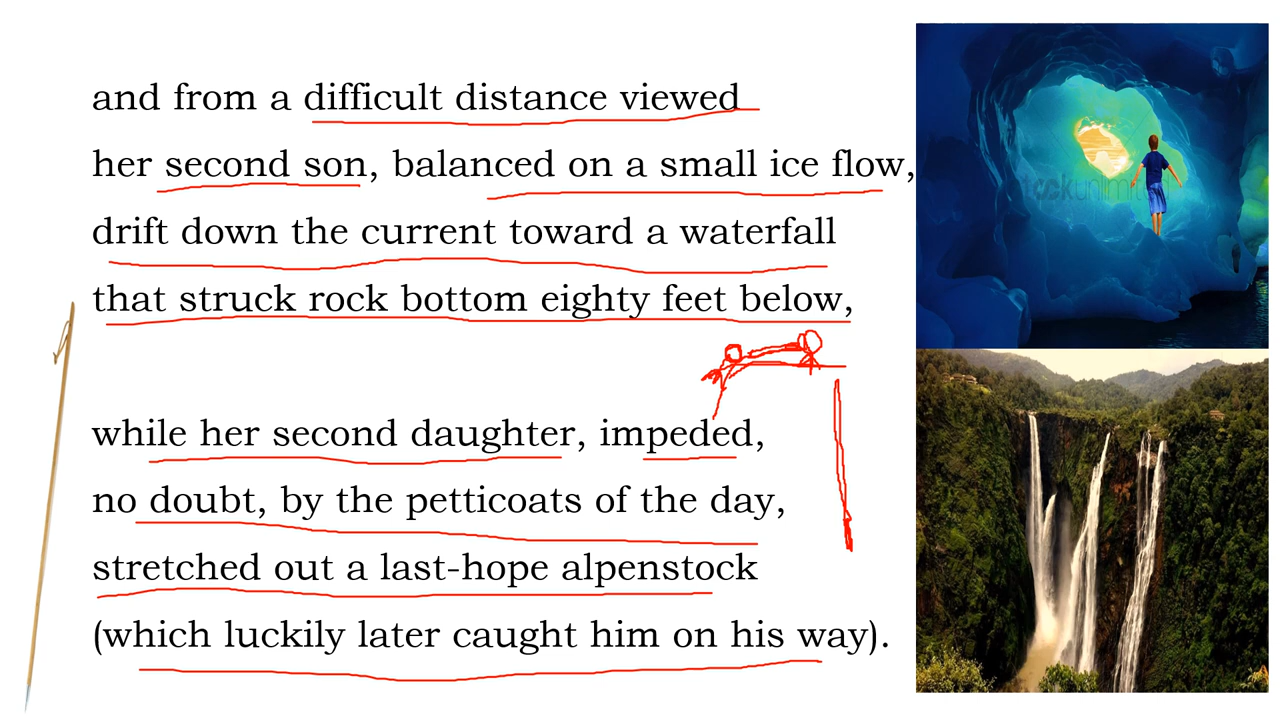 and from a difficult distance viewed
her second son, balanced on a small ice flow,
drift down the current toward a waterfall
that struck rock bottom eighty feet below,
while her second daughter, impeded,
no doubt, by the petticoats of the day,
stretched out a last-hope alpenstock
(which luckily later caught him on his way).